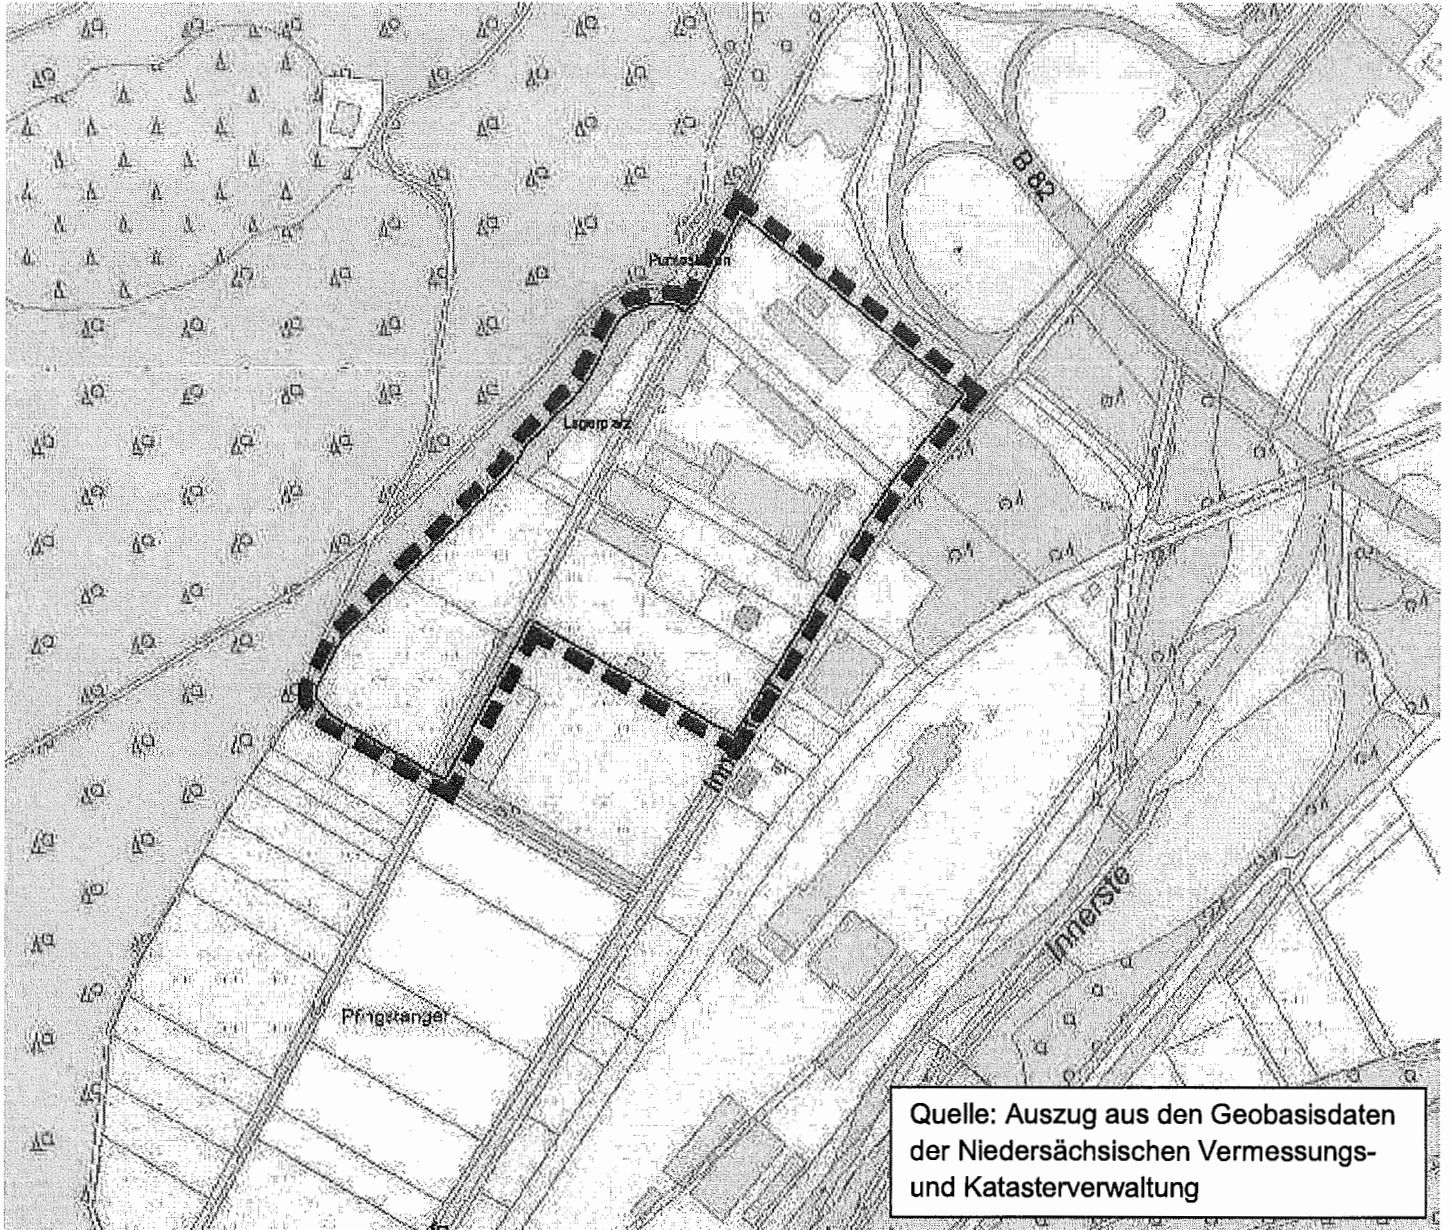 B 82
Lagerplatz
Innerste
Pfingstanger
Quelle: Auszug aus den Geobasisdaten
der Niedersächsischen Vermessungs-
und Katasterverwaltung